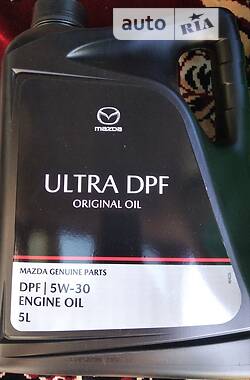 auto RIA
mazda
ULTRA DPF
ORIGINAL OIL
MAZDA GENUINE PARTS
DPF | 5W-30
ENGINE OIL
5L